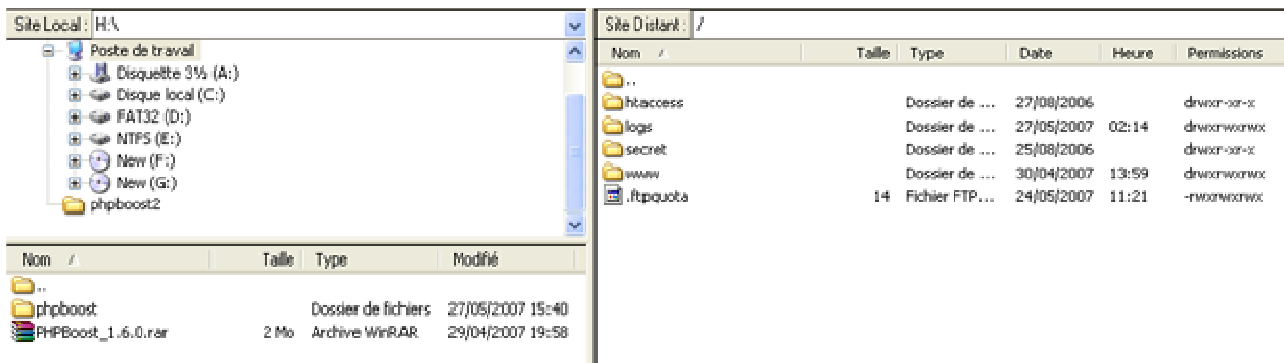 Site Local : H:\
Poste de travail
Disquette 3½ (A:)
Disque local (C:)
FAT32 (D:)
NTFS (E:)
New (F:)
New (G:)
phpboost2
Nom Taille Type Modifié
..
phpboost Dossier de fichiers 27/05/2007 15:40
PHPBoost_1.6.0.rar 2 Mo Archive WinRAR 29/04/2007 19:58
Site Distant : /
Nom Taille Type Date Heure Permissions
..
htaccess Dossier de ... 27/08/2006 drwxr-xr-x
logs Dossier de ... 27/05/2007 02:14 drwxrwxrwx
secret Dossier de ... 25/08/2006 drwxr-xr-x
www Dossier de ... 30/04/2007 13:59 drwxrwxrwx
.ftpquota 14 Fichier FTP... 24/05/2007 11:21 -rwxrwxrwx